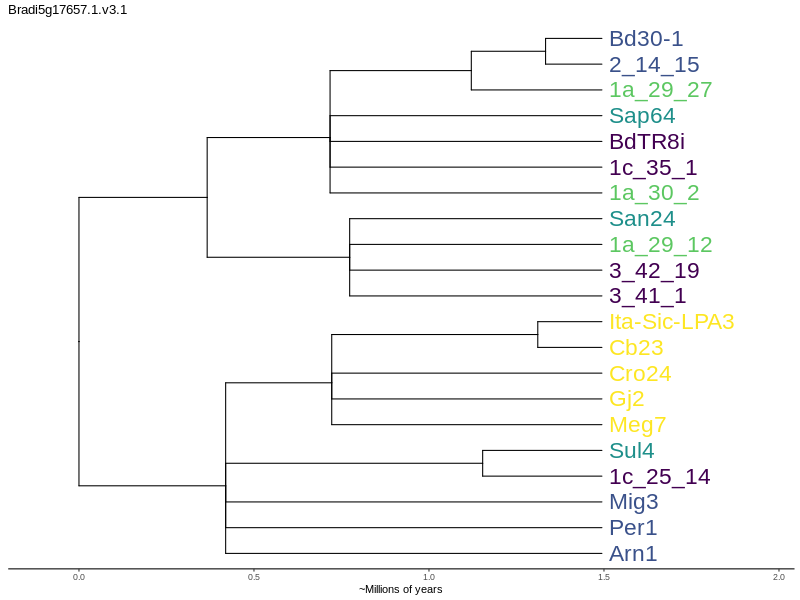 Bradi5g17657.1.v3.1
Bd30-1
2_14_15
1a_29_27
Sap64
BdTR8i
1c_35_1
1a_30_2
San24
1a_29_12
3_42_19
3_41_1
Ita-Sic-LPA3
Cb23
Cro24
Gj2
Meg7
Sul4
1c_25_14
Mig3
Per1
Arn1
0.0 0.5 1.0 1.5 2.0
~Millions of years